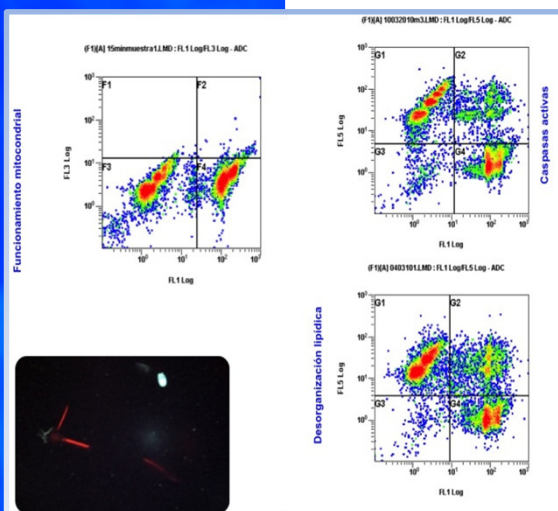 (F1)[A] 15minmuestra1.LMD : FL1 Log/FL3 Log - ADC
F1
F2
F3
F4
FL3 Log
FL1 Log
Funcionamiento mitocondrial
(F1)[A] 10032010m3.LMD : FL1 Log/FL5 Log - ADC
G1
G2
G3
G4
FL5 Log
FL1 Log
Caspasas activas
(F1)[A] 0403101.LMD : FL1 Log/FL5 Log - ADC
G1
G2
G3
G4
FL5 Log
FL1 Log
Desorganización lipídica